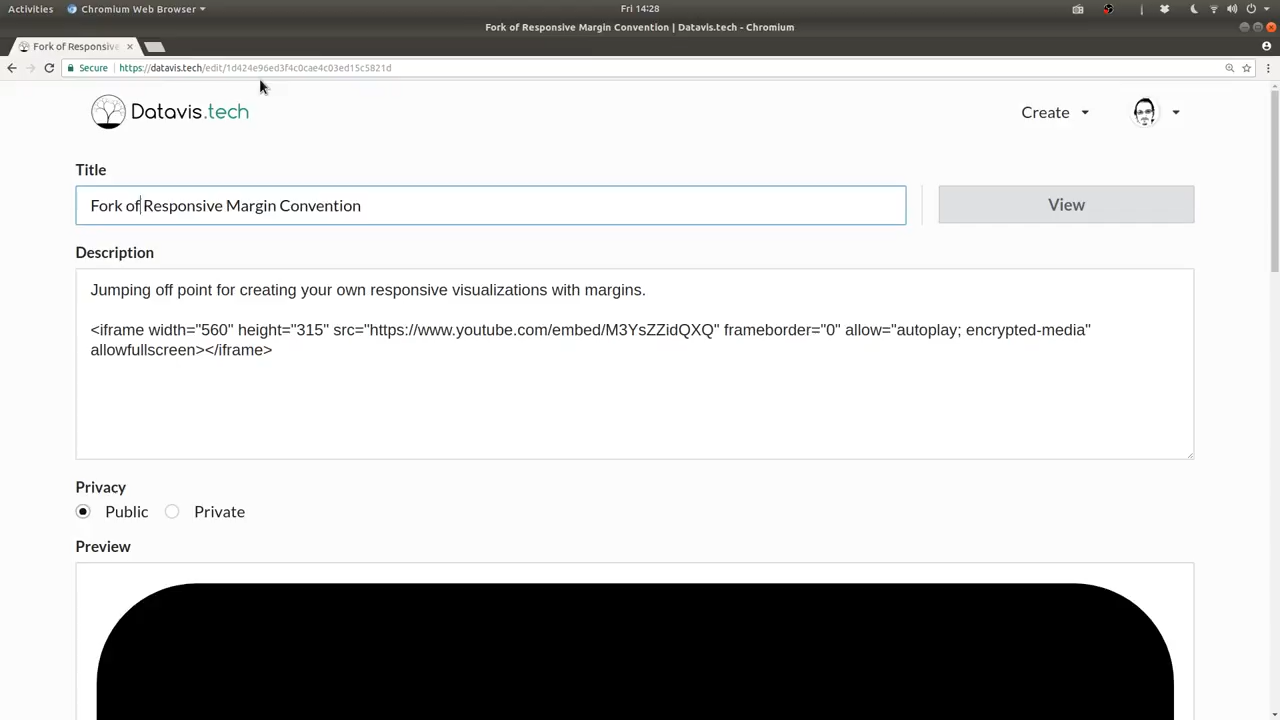 Activities
Chromium Web Browser
Fri 14:28
Fork of Responsive Margin Convention | Datavis.tech - Chromium
Fork of Responsive
Secure
https://datavis.tech/edit/1d424e96ed3f4c0cae4c03ed15c5821d
Datavis.tech
Create
Title
Fork of Responsive Margin Convention
View
Description
Jumping off point for creating your own responsive visualizations with margins.
<iframe width="560" height="315" src="https://www.youtube.com/embed/M3YsZZidQXQ" frameborder="0" allow="autoplay; encrypted-media"
allowfullscreen></iframe>
Privacy
Public
Private
Preview